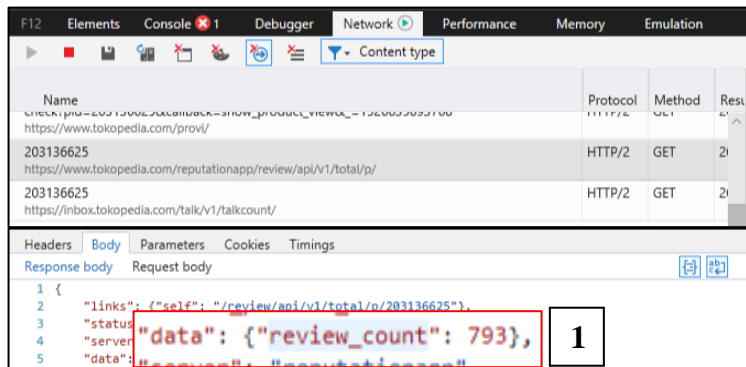 F12 Elements Console 1 Debugger Network Performance Memory Emulation
Content type
Name Protocol Method Resu
https://www.tokopedia.com/provi/
203136625 HTTP/2 GET 2
https://www.tokopedia.com/reputationapp/review/api/v1/total/p/
203136625 HTTP/2 GET 2
https://inbox.tokopedia.com/talk/v1/talkcount/
Headers Body Parameters Cookies Timings
Response body Request body
1 {
2 "links": {"self": "/review/api/v1/total/p/203136625"},
3 "status
4 "server
5 "data":
"data": {"review_count": 793},
1